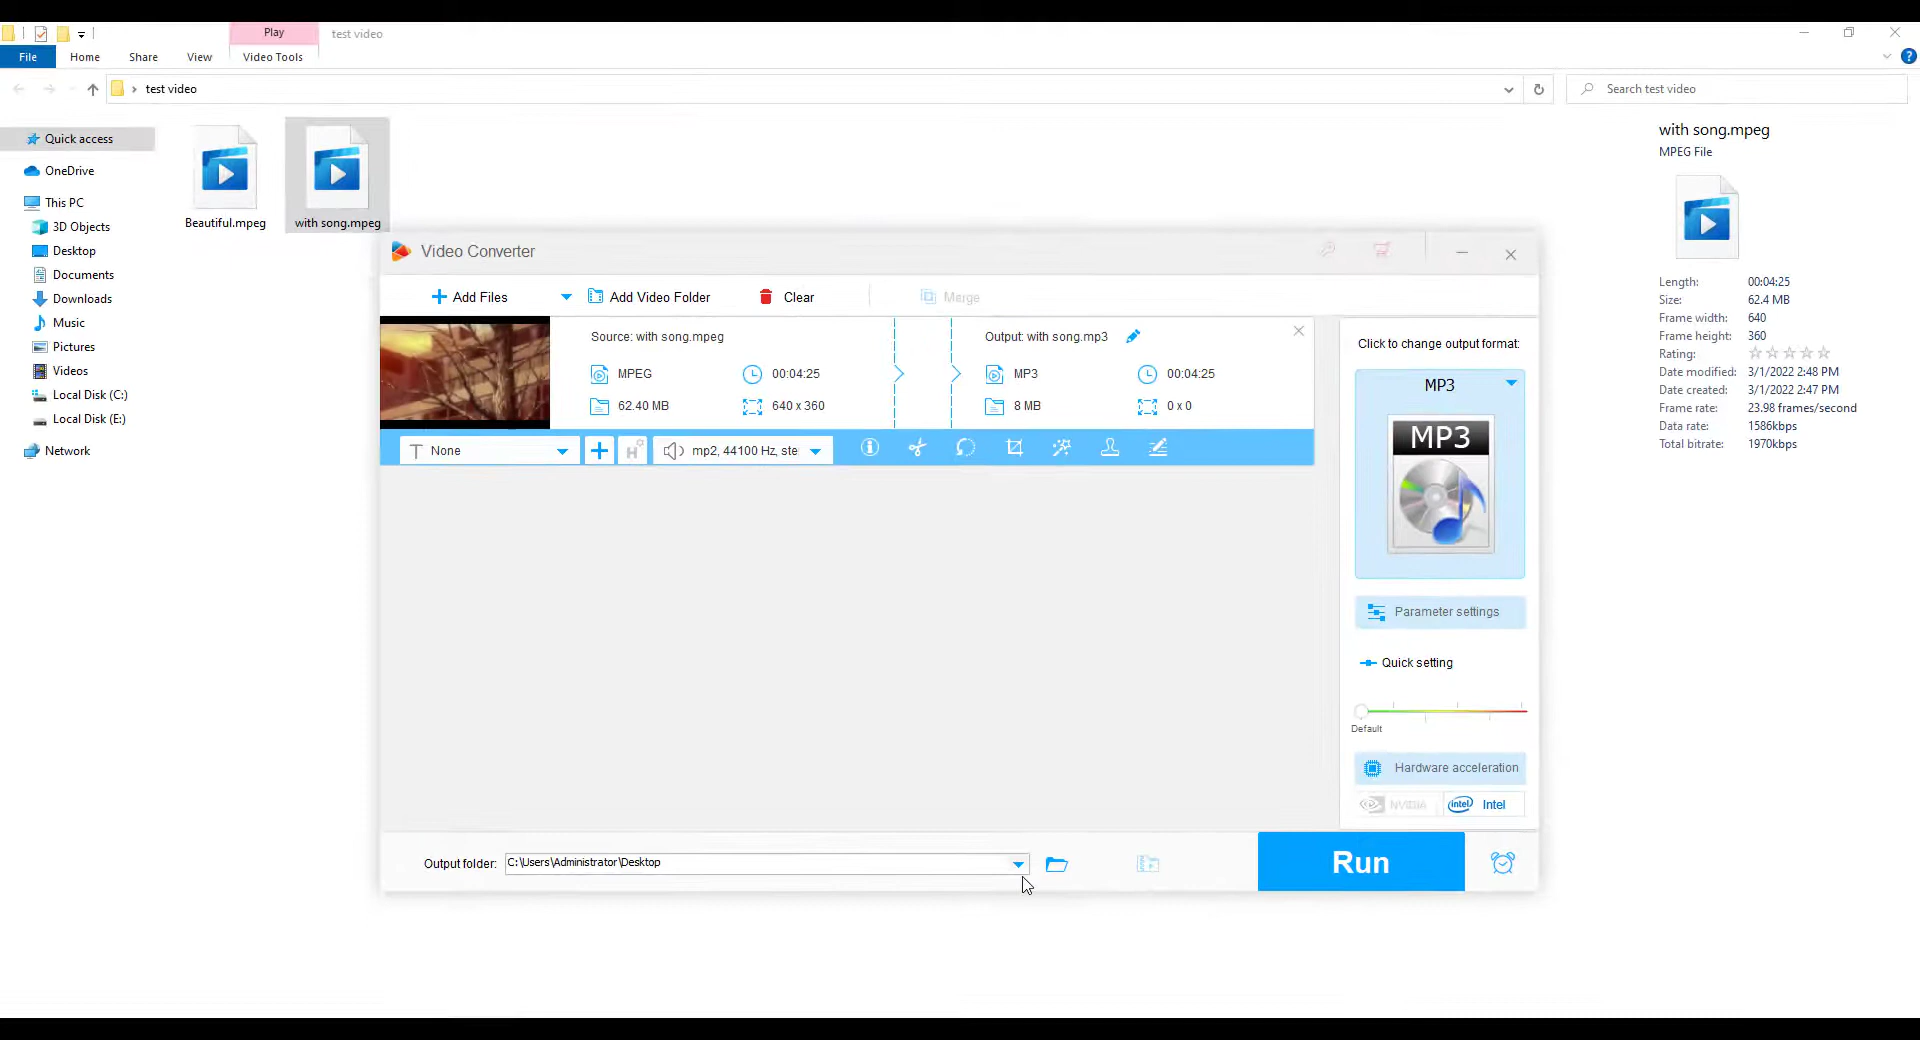 Play
test video
File
Home
Share
View
Video Tools
test video
Search test video
Quick access
OneDrive
This PC
3D Objects
Desktop
Documents
Downloads
Music
Pictures
Videos
Local Disk (C:)
Local Disk (E:)
Network
Beautiful.mpeg
with song.mpeg
with song.mpeg
MPEG File
Length: 00:04:25
Size: 62.4 MB
Frame width: 640
Frame height: 360
Rating:
Date modified: 3/1/2022 2:48 PM
Date created: 3/1/2022 2:47 PM
Frame rate: 23.98 frames/second
Data rate: 1586kbps
Total bitrate: 1970kbps
Video Converter
Add Files
Add Video Folder
Clear
Merge
Source: with song.mpeg
MPEG
00:04:25
62.40 MB
640 x 360
Output: with song.mp3
MP3
00:04:25
8 MB
0 x 0
None
mp2, 44100 Hz, ste
Click to change output format:
MP3
MP3
Parameter settings
Quick setting
Default
Hardware acceleration
NVIDIA
intel Intel
Output folder: C:\Users\Administrator\Desktop
Run